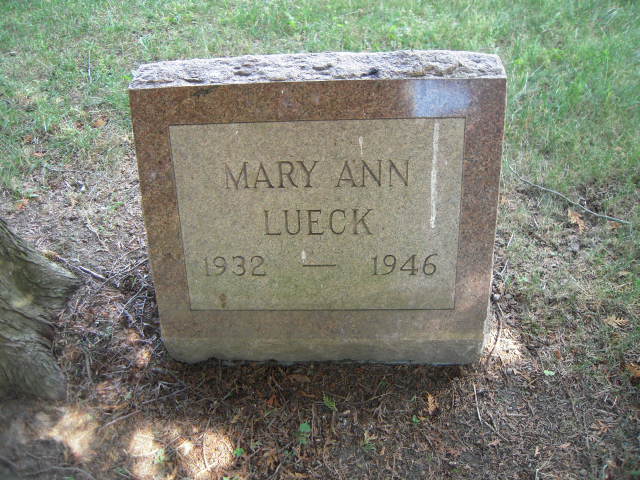 MARY ANN
LUECK
1932 — 1946